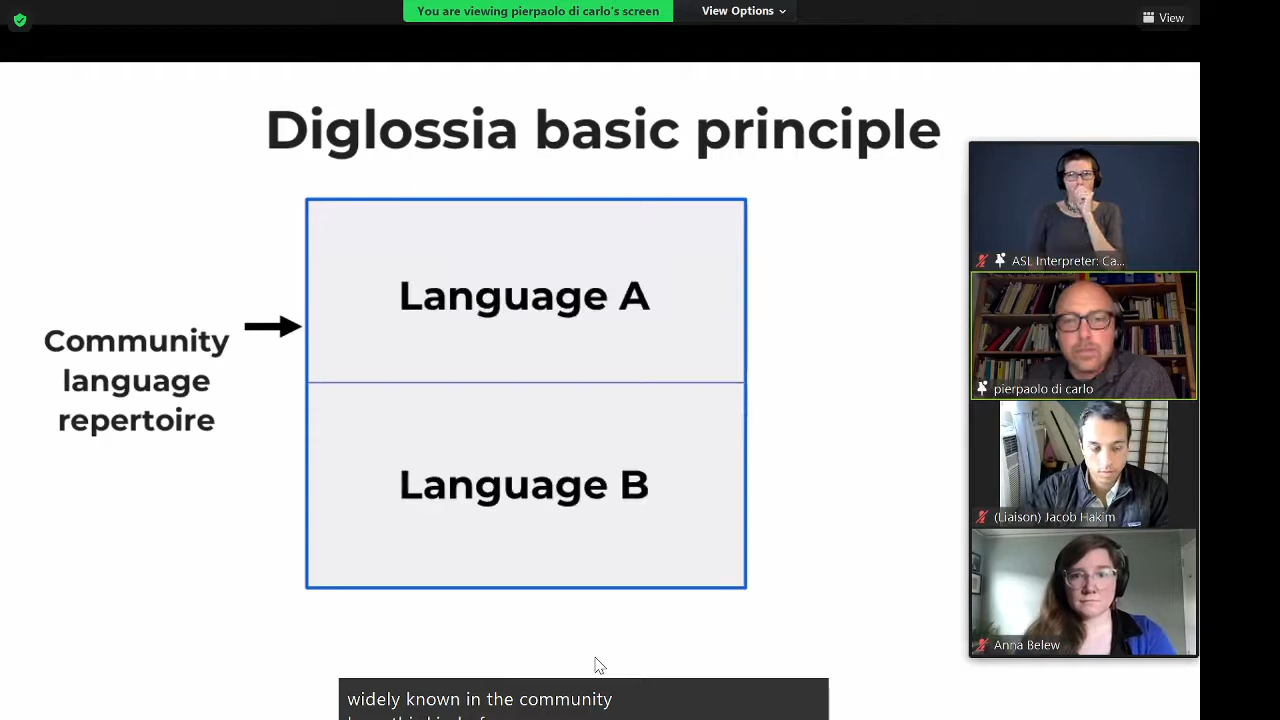 You are viewing pierpaolo di carlo's screen
View Options
View
Diglossia basic principle
Language A
Community
language
repertoire
Language B
ASL Interpreter: Ca...
pierpaolo di carlo
(Liaison) Jacob Hakim
Anna Belew
widely known in the community